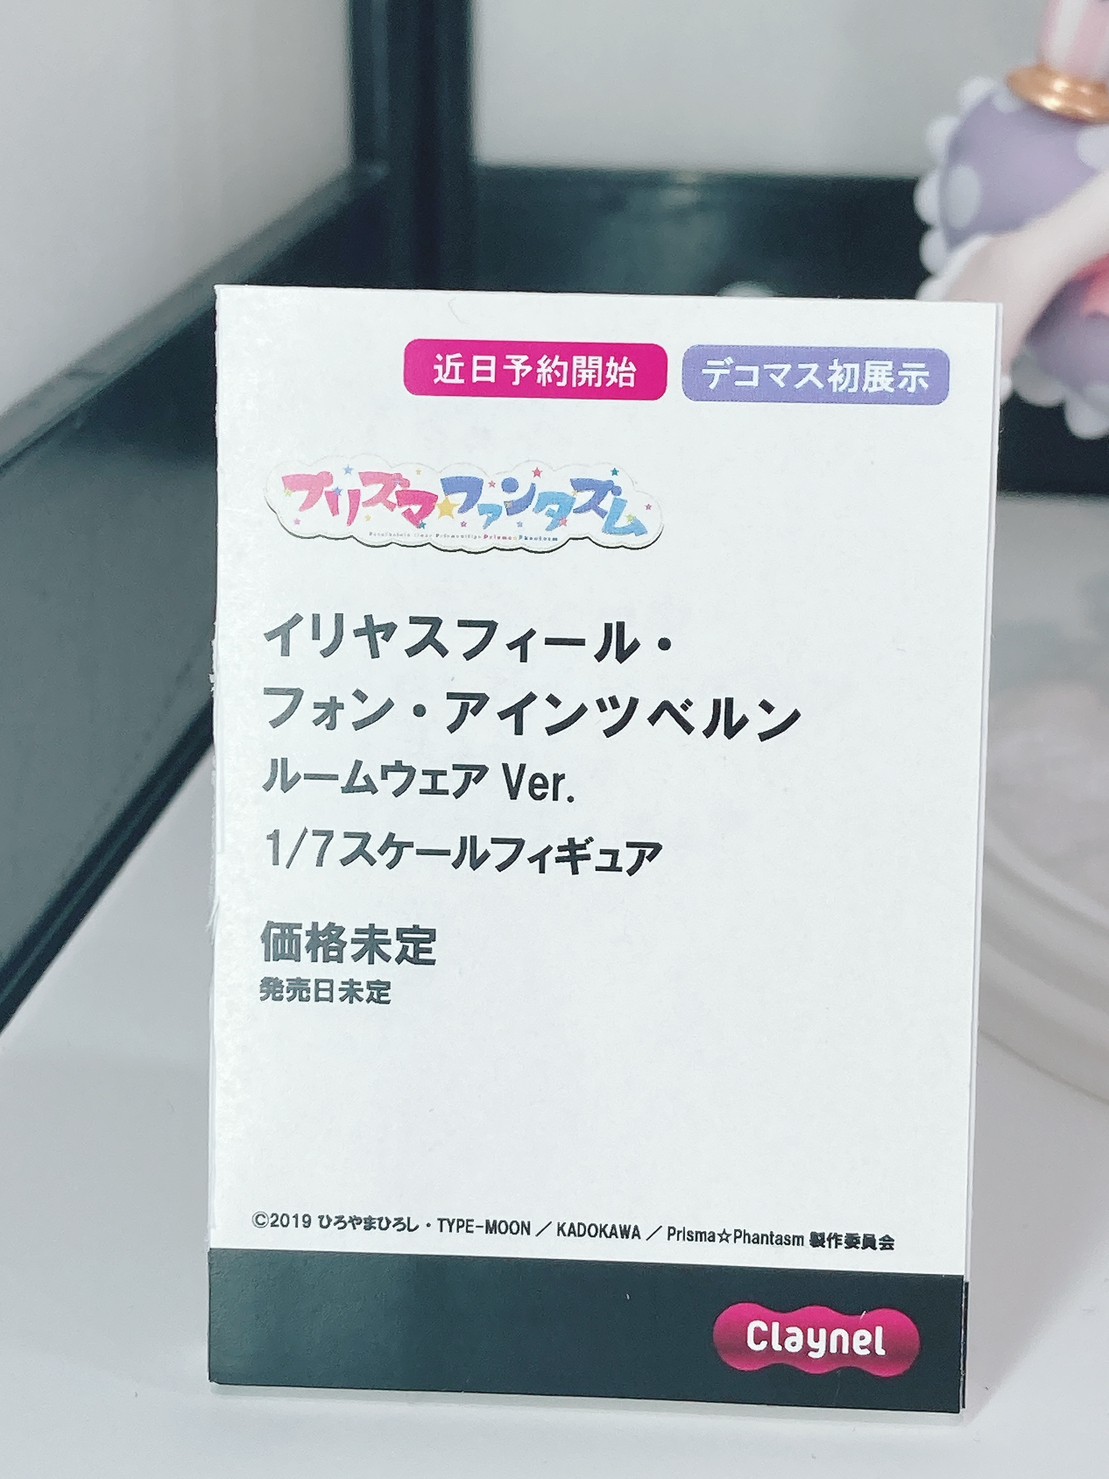 近日予約開始
デコマス初展示
プリズマ☆ファンタズム
イリヤスフィール・
フォン・アインツベルン
ルームウェア Ver.
1/7スケールフィギュア
価格未定
発売日未定
©2019 ひろやまひろし・TYPE-MOON ／ KADOKAWA ／ Prisma☆Phantasm 製作委員会
Claynel